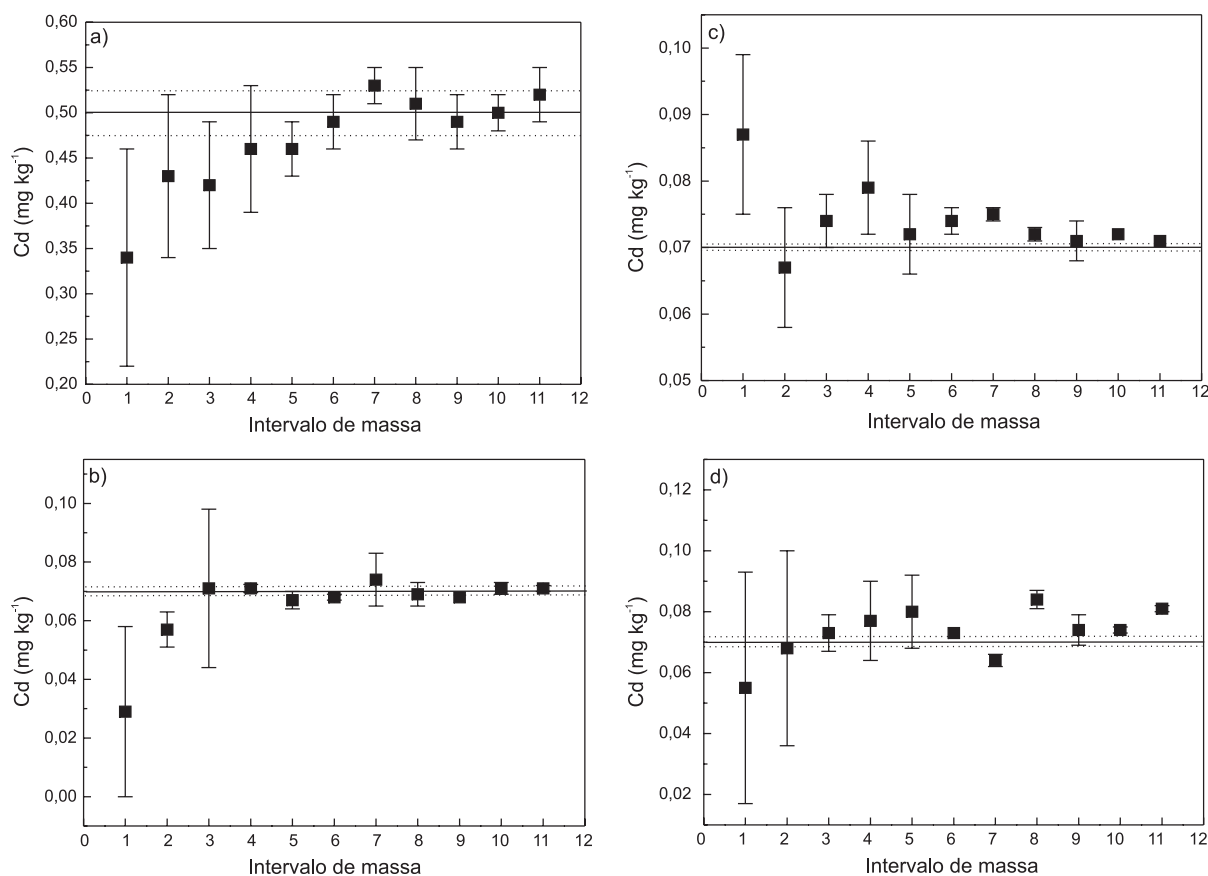 a)
0,60
0,55
0,50
0,45
0,40
0,35
0,30
0,25
0,20
Cd (mg kg-1)
0 1 2 3 4 5 6 7 8 9 10 11 12
Intervalo de massa
c)
0,10
0,09
0,08
0,07
0,06
0,05
Cd (mg kg-1)
0 1 2 3 4 5 6 7 8 9 10 11 12
Intervalo de massa
b)
0,10
0,08
0,06
0,04
0,02
0,00
Cd (mg kg-1)
0 1 2 3 4 5 6 7 8 9 10 11 12
Intervalo de massa
d)
0,12
0,10
0,08
0,06
0,04
0,02
Cd (mg kg-1)
0 1 2 3 4 5 6 7 8 9 10 11 12
Intervalo de massa